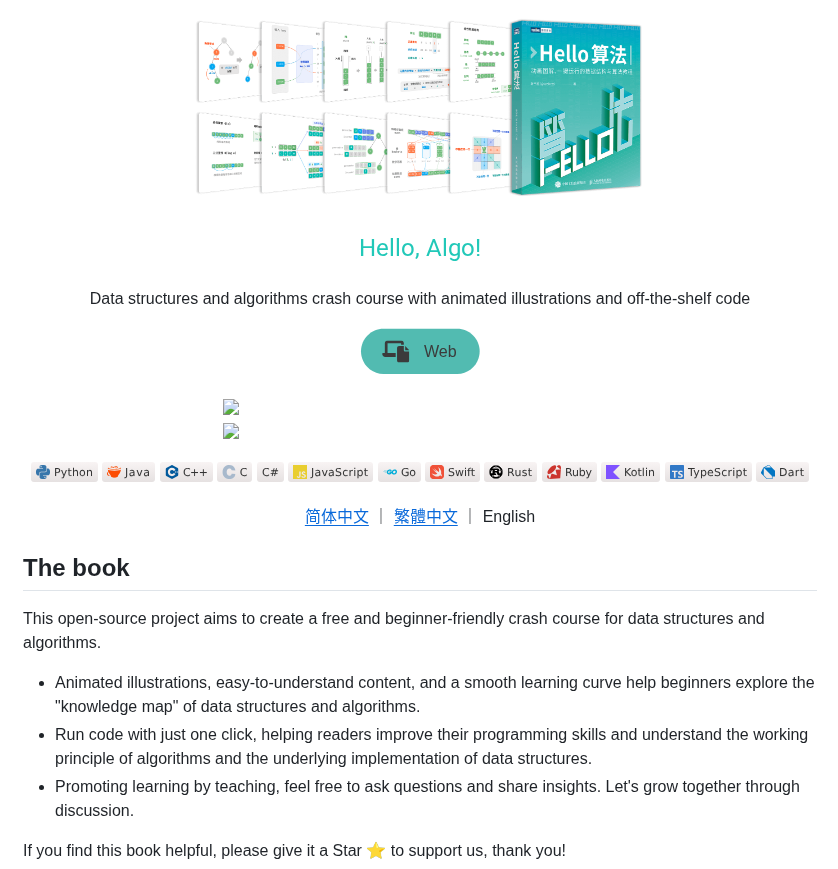 Hello 算法
Hello 算法
HELLO
Hello, Algo!
Data structures and algorithms crash course with animated illustrations and off-the-shelf code
Web
Python Java C++ C C# JavaScript Go Swift Rust Ruby Kotlin TypeScript Dart
简体中文 | 繁體中文 | English
The book
This open-source project aims to create a free and beginner-friendly crash course for data structures and
algorithms.
• Animated illustrations, easy-to-understand content, and a smooth learning curve help beginners explore the
"knowledge map" of data structures and algorithms.
• Run code with just one click, helping readers improve their programming skills and understand the working
principle of algorithms and the underlying implementation of data structures.
• Promoting learning by teaching, feel free to ask questions and share insights. Let's grow together through
discussion.
If you find this book helpful, please give it a Star ⭐ to support us, thank you!